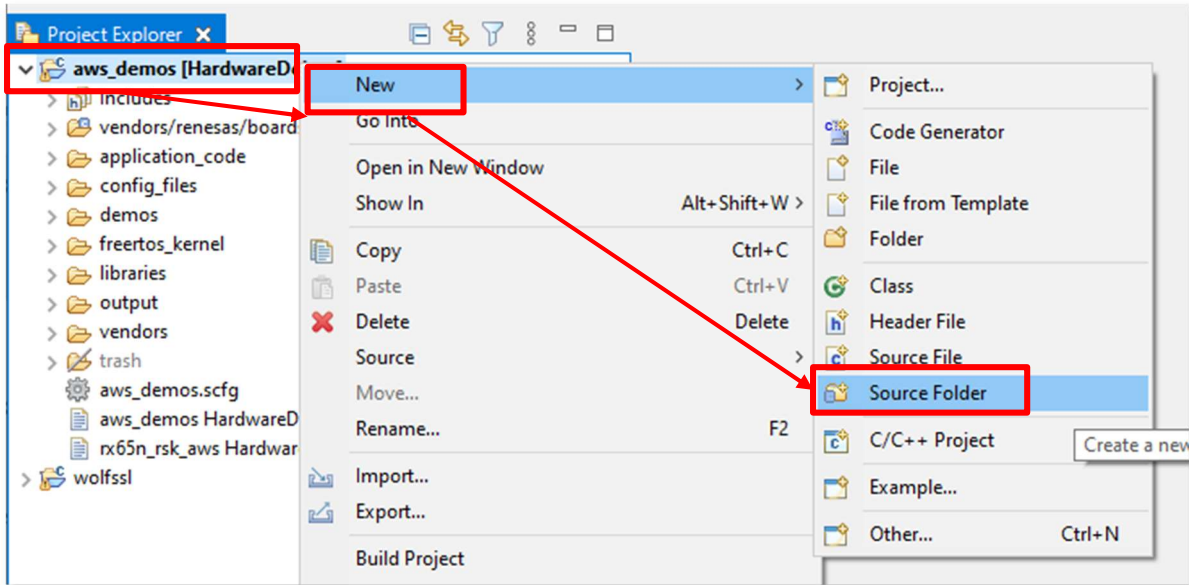 Project Explorer
aws_demos [HardwareD
Includes
vendors/renesas/board
application_code
config_files
demos
freertos_kernel
libraries
output
vendors
trash
aws_demos.scfg
aws_demos HardwareD
rx65n_rsk_aws Hardwar
wolfssl
New
Go Into
Open in New Window
Show In Alt+Shift+W >
Copy Ctrl+C
Paste Ctrl+V
Delete Delete
Source
Move...
Rename... F2
Import...
Export...
Build Project
Project...
Code Generator
File
File from Template
Folder
Class
Header File
Source File
Source Folder
C/C++ Project
Create a new
Example...
Other... Ctrl+N